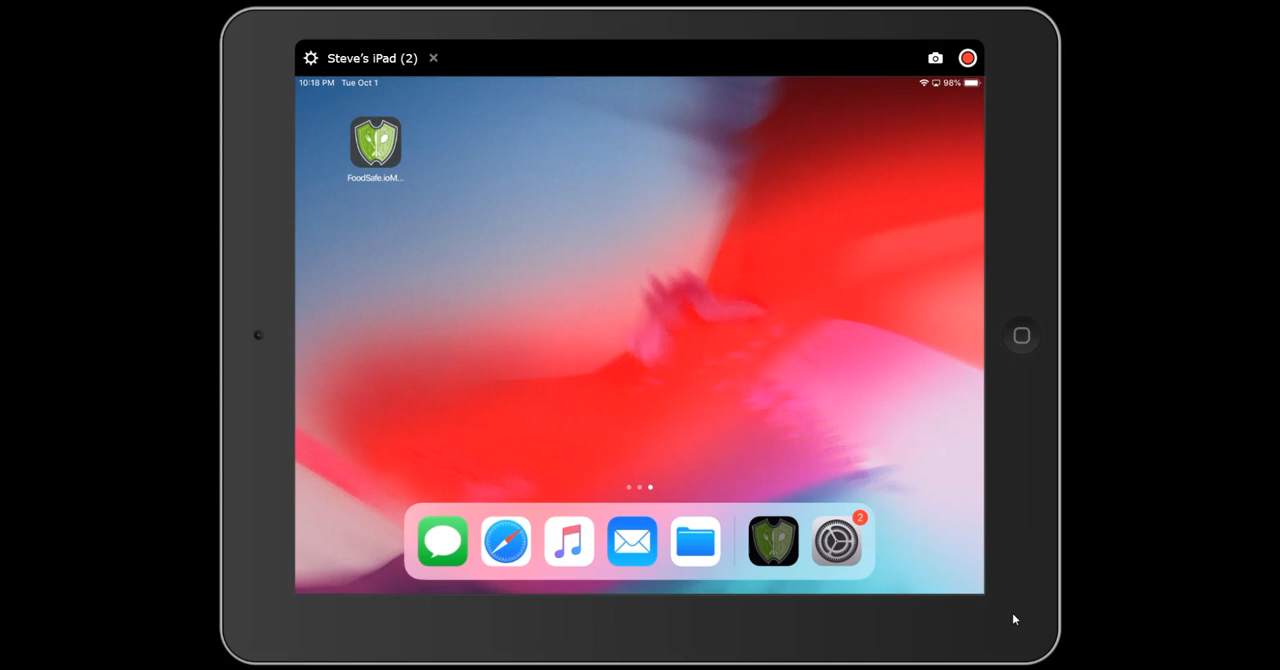 Steve's iPad (2)
10:18 PM Tue Oct 1
98%
FoodSafe.ioM...
2